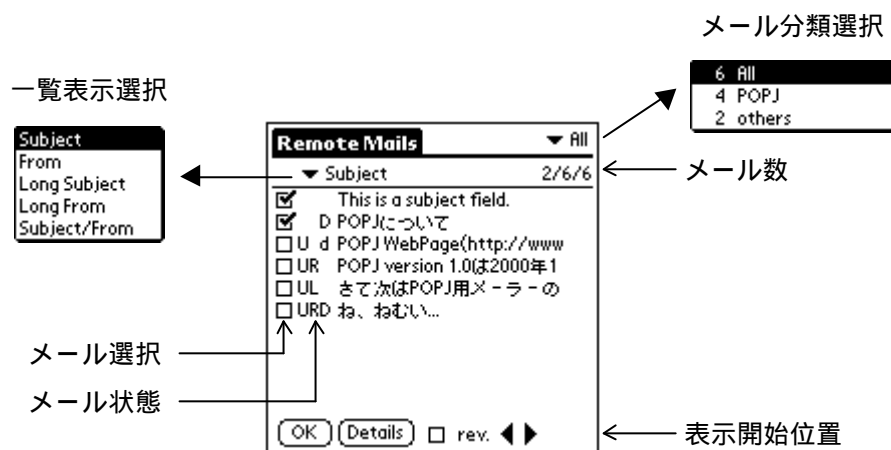 メール分類選択
6 All
4 POPJ
2 others
一覧表示選択
Subject
From
Long Subject
Long From
Subject/From
Remote Mails
All
Subject
2/6/6
メール数
This is a subject field.
D POPJについて
U d POPJ WebPage(http://www
UR POPJ version 1.0は2000年1
UL さて次はPOPJ用メーラーの
URD ね、ねむい...
メール選択
メール状態
OK
Details
rev.
表示開始位置